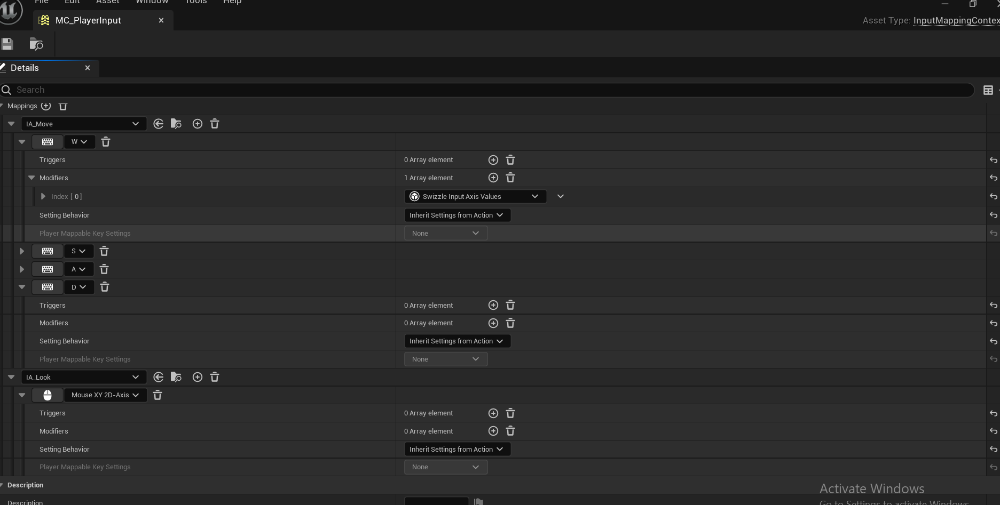 File Edit Asset Window Tools Help
MC_PlayerInput
Asset Type: InputMappingContex
Details
Search
Mappings
IA_Move
W
Triggers 0 Array element
Modifiers 1 Array element
Index [ 0 ] Swizzle Input Axis Values
Setting Behavior Inherit Settings from Action
Player Mappable Key Settings None
S
A
D
Triggers 0 Array element
Modifiers 0 Array element
Setting Behavior Inherit Settings from Action
Player Mappable Key Settings None
IA_Look
Mouse XY 2D-Axis
Triggers 0 Array element
Modifiers 0 Array element
Setting Behavior Inherit Settings from Action
Player Mappable Key Settings None
Description
Activate Windows
Description
Go to Settings to activate Windows.